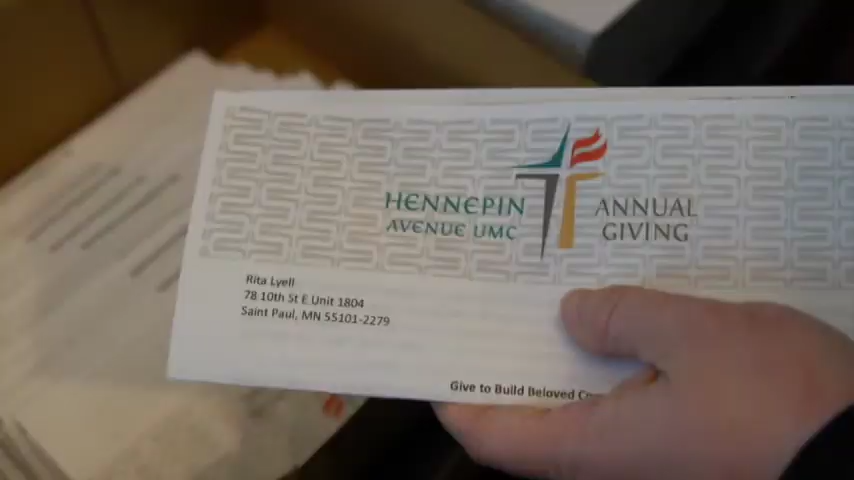 HENNEPIN
AVENUE UMC
ANNUAL
GIVING
Rita Lyell
78 10th St E Unit 1804
Saint Paul, MN 55101-2279
Give to Build Beloved